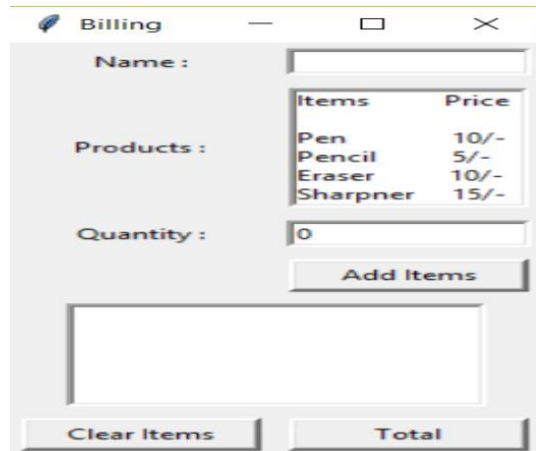 Billing
Name :
Products :
Items Price
Pen 10/-
Pencil 5/-
Eraser 10/-
Sharpner 15/-
Quantity :
0
Add Items
Clear Items
Total